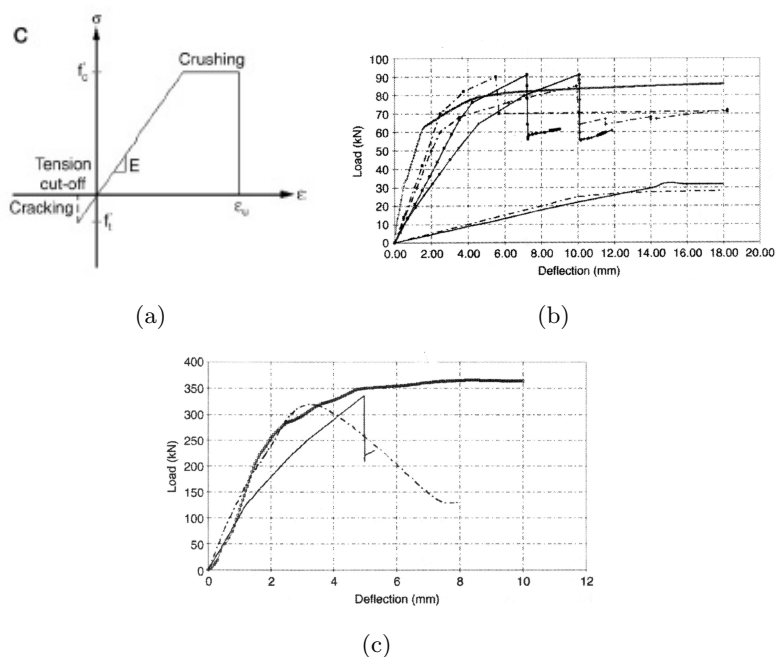 C
σ
f'c
Crushing
Tension
cut-off
E
Cracking
f't
εu
ε
(a)
100
90
80
70
60
50
40
30
20
10
0
Load (kN)
0.00 2.00 4.00 6.00 8.00 10.00 12.00 14.00 16.00 18.00 20.00
Deflection (mm)
(b)
400
350
300
250
200
150
100
50
0
Load (kN)
0 2 4 6 8 10 12
Deflection (mm)
(c)